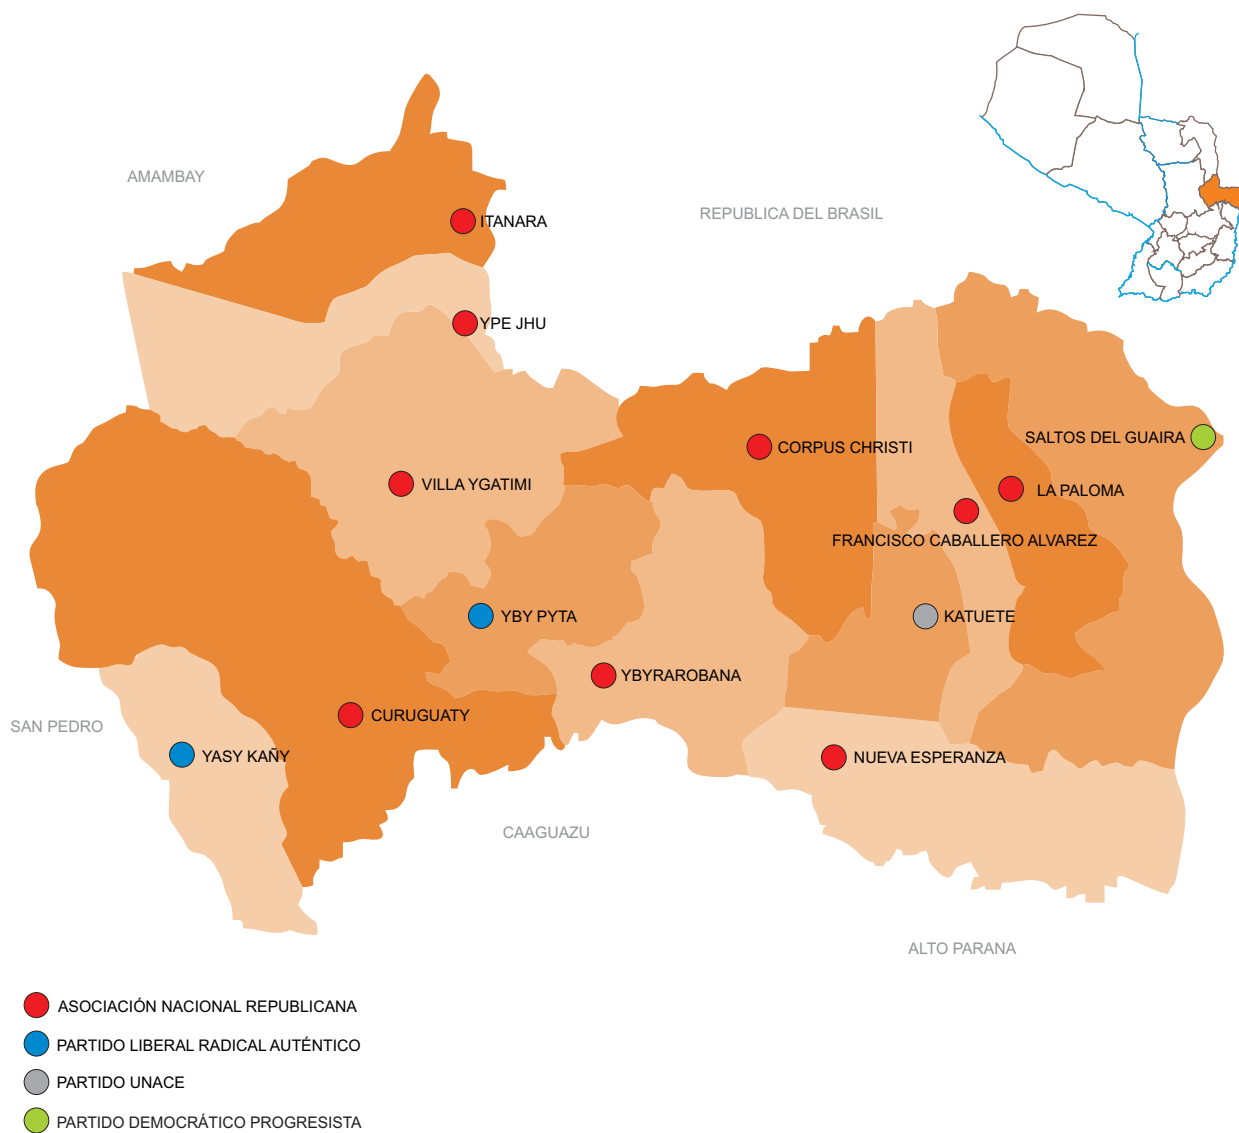 AMAMBAY
REPUBLICA DEL BRASIL
ITANARA
YPE JHU
SALTOS DEL GUAIRA
CORPUS CHRISTI
VILLA YGATIMI
LA PALOMA
FRANCISCO CABALLERO ALVAREZ
YBY PYTA
KATUETE
YBYRAROBANA
CURUGUATY
SAN PEDRO
YASY KAÑY
NUEVA ESPERANZA
CAAGUAZU
ALTO PARANA
ASOCIACIÓN NACIONAL REPUBLICANA
PARTIDO LIBERAL RADICAL AUTÉNTICO
PARTIDO UNACE
PARTIDO DEMOCRÁTICO PROGRESISTA